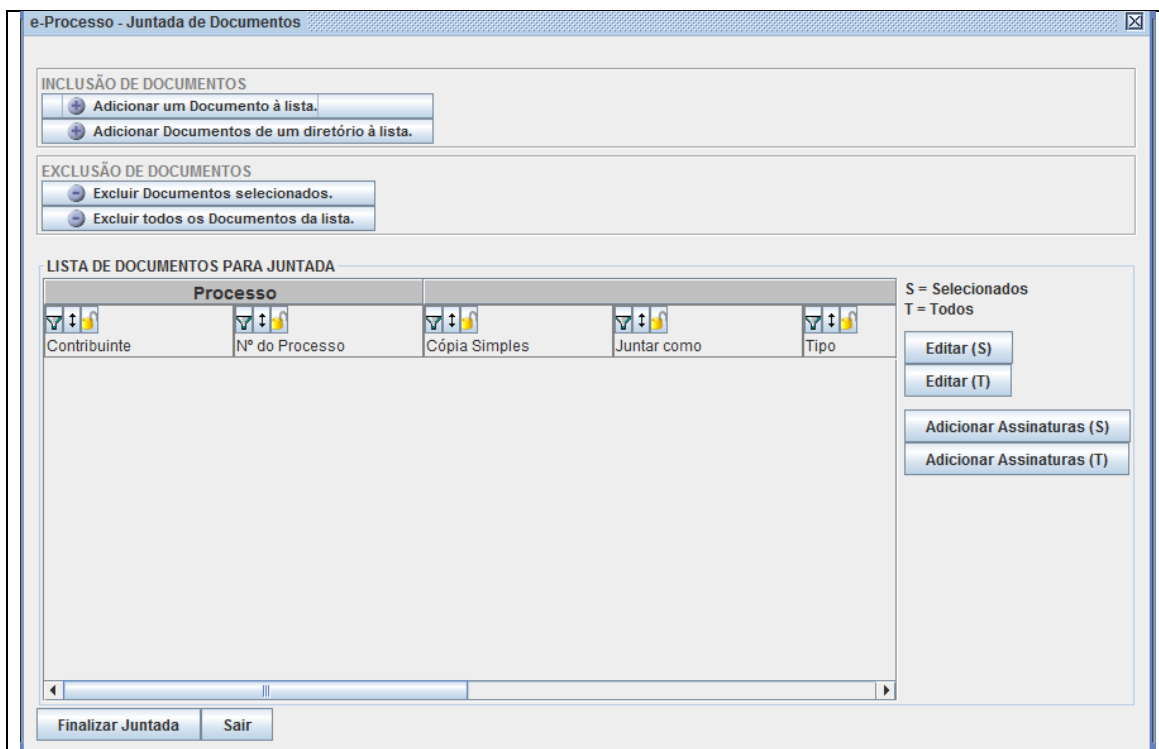 e-Processo - Juntada de Documentos
INCLUSÃO DE DOCUMENTOS
Adicionar um Documento à lista.
Adicionar Documentos de um diretório à lista.
EXCLUSÃO DE DOCUMENTOS
Excluir Documentos selecionados.
Excluir todos os Documentos da lista.
LISTA DE DOCUMENTOS PARA JUNTADA
Processo
Contribuinte Nº do Processo Cópia Simples Juntar como Tipo
S = Selecionados
T = Todos
Editar (S)
Editar (T)
Adicionar Assinaturas (S)
Adicionar Assinaturas (T)
Finalizar Juntada Sair